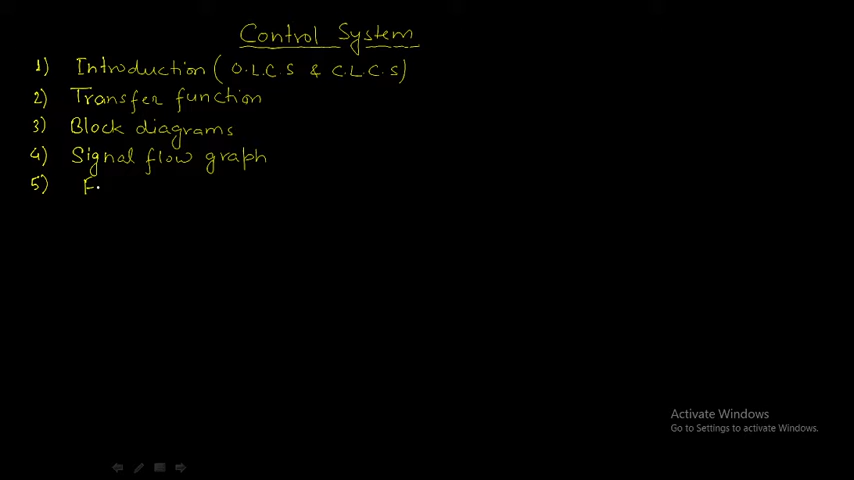 Control System
1) Introduction ( O.L.C.S & C.L.C.S)
2) Transfer function
3) Block diagrams
4) Signal flow graph
5) F
Activate Windows
Go to Settings to activate Windows.